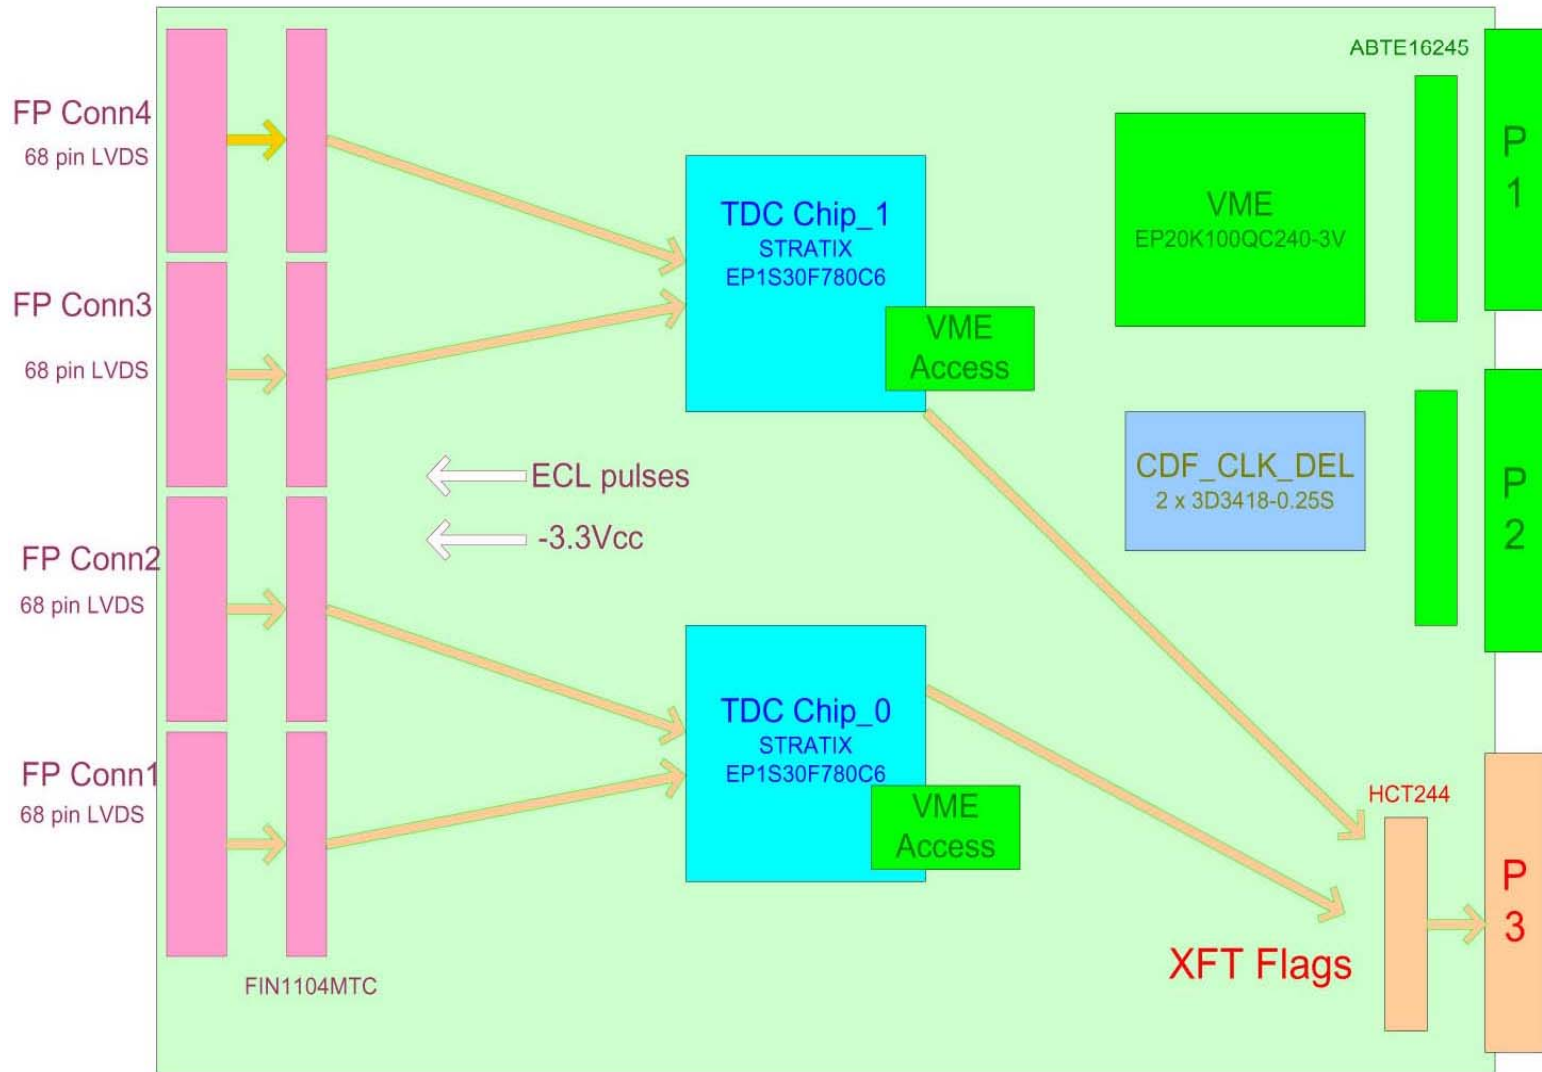 ABTE16245
FP Conn4
68 pin LVDS
P
1
VME
EP20K100QC240-3V
TDC Chip_1
STRATIX
EP1S30F780C6
FP Conn3
68 pin LVDS
VME
Access
ECL pulses
-3.3Vcc
CDF_CLK_DEL
2 x 3D3418-0.25S
P
2
FP Conn2
68 pin LVDS
TDC Chip_0
STRATIX
EP1S30F780C6
FP Conn1
68 pin LVDS
VME
Access
HCT244
P
3
XFT Flags
FIN1104MTC